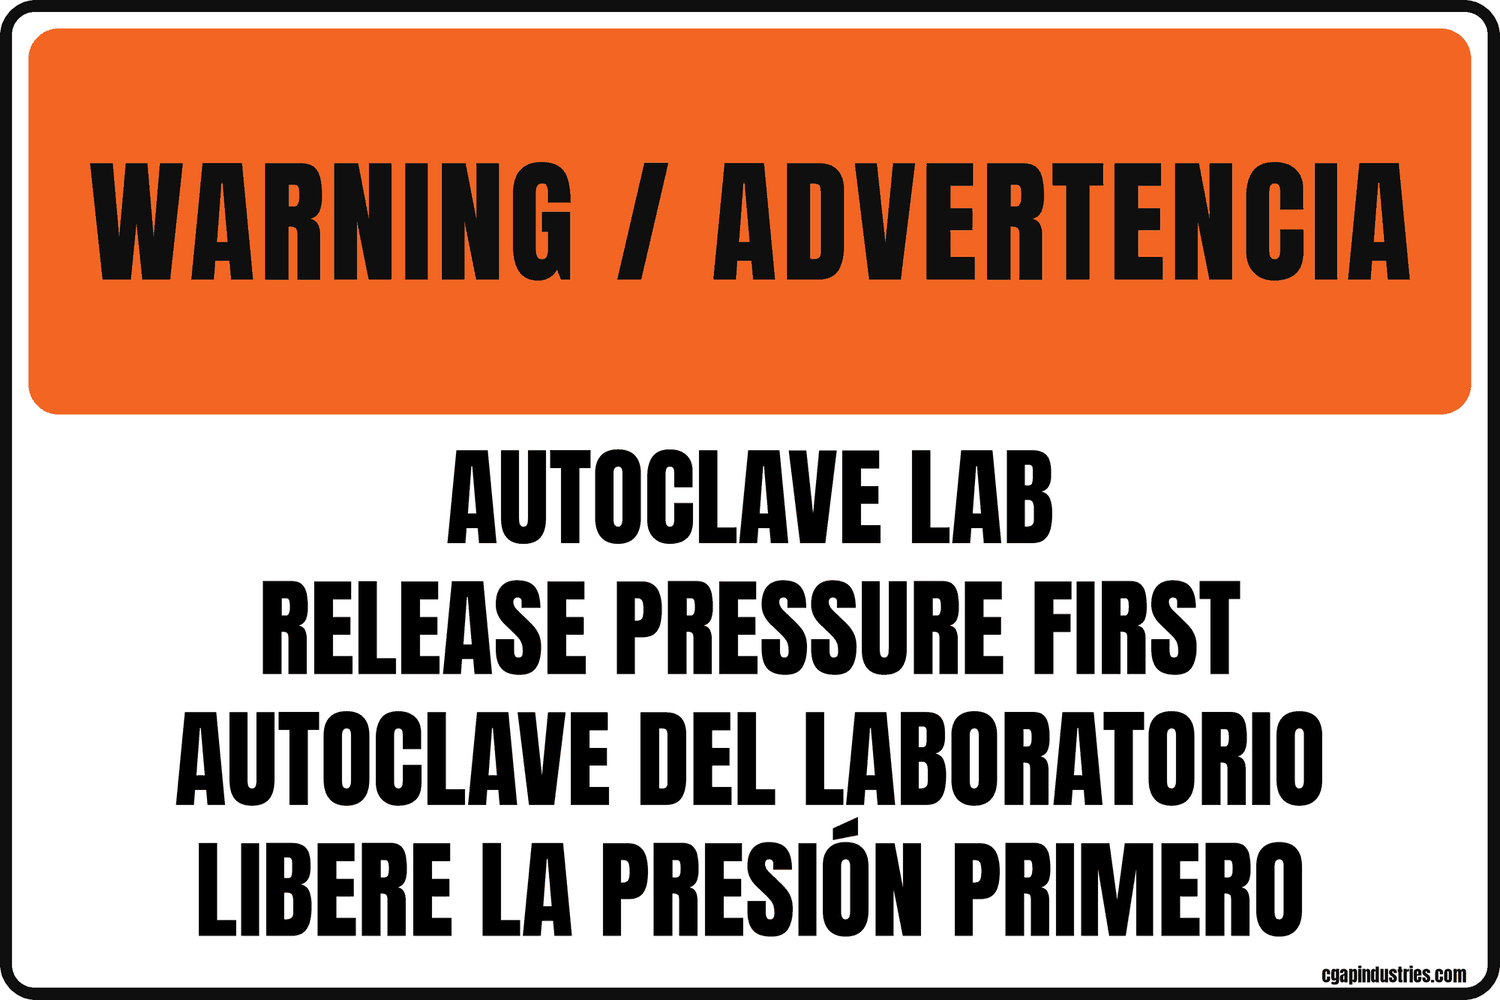 WARNING / ADVERTENCIA
AUTOCLAVE LAB
RELEASE PRESSURE FIRST
AUTOCLAVE DEL LABORATORIO
LIBERE LA PRESIÓN PRIMERO
cgapindustries.com